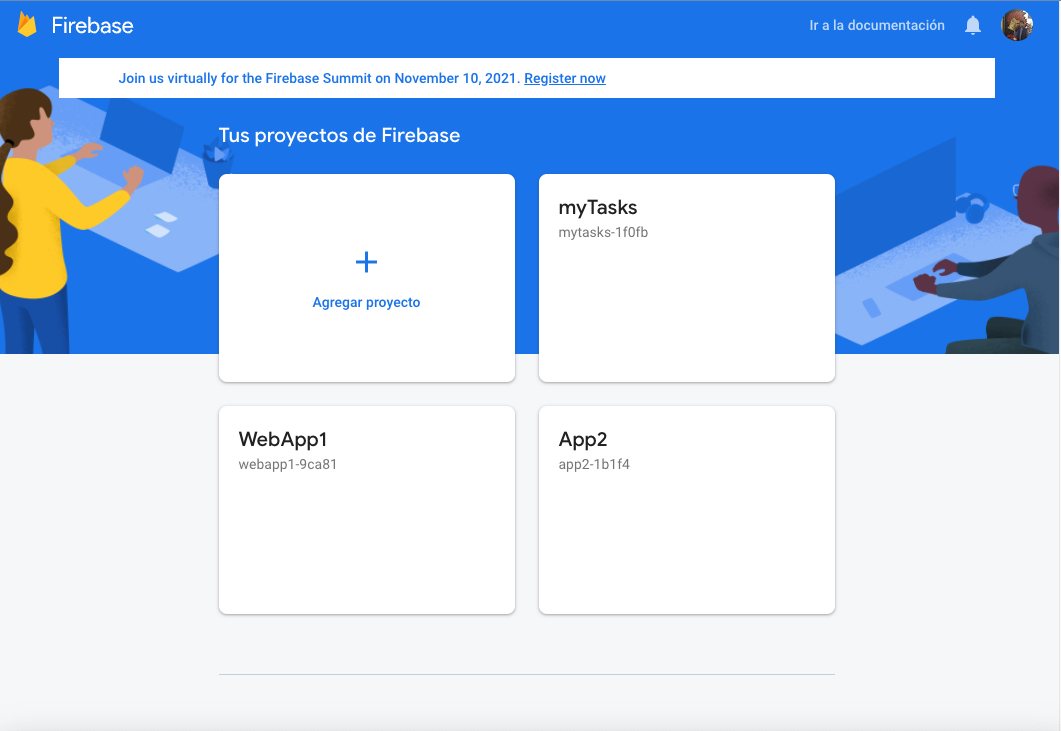 Firebase
Ir a la documentación
Join us virtually for the Firebase Summit on November 10, 2021. Register now
Tus proyectos de Firebase
Agregar proyecto
myTasks
mytasks-1f0fb
WebApp1
webapp1-9ca81
App2
app2-1b1f4